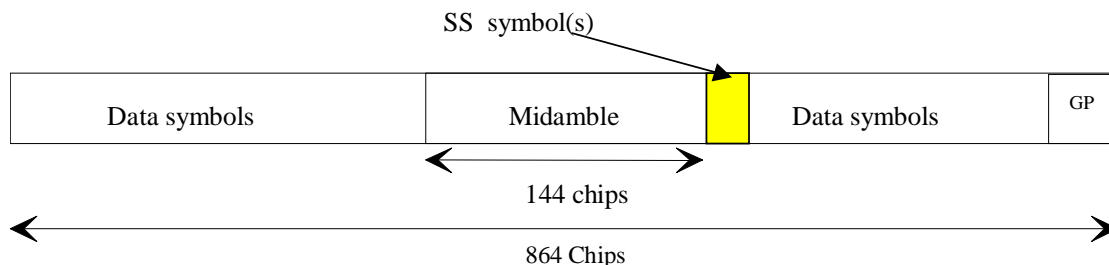 SS symbol(s)
Data symbols
Midamble
Data symbols
GP
144 chips
864 Chips